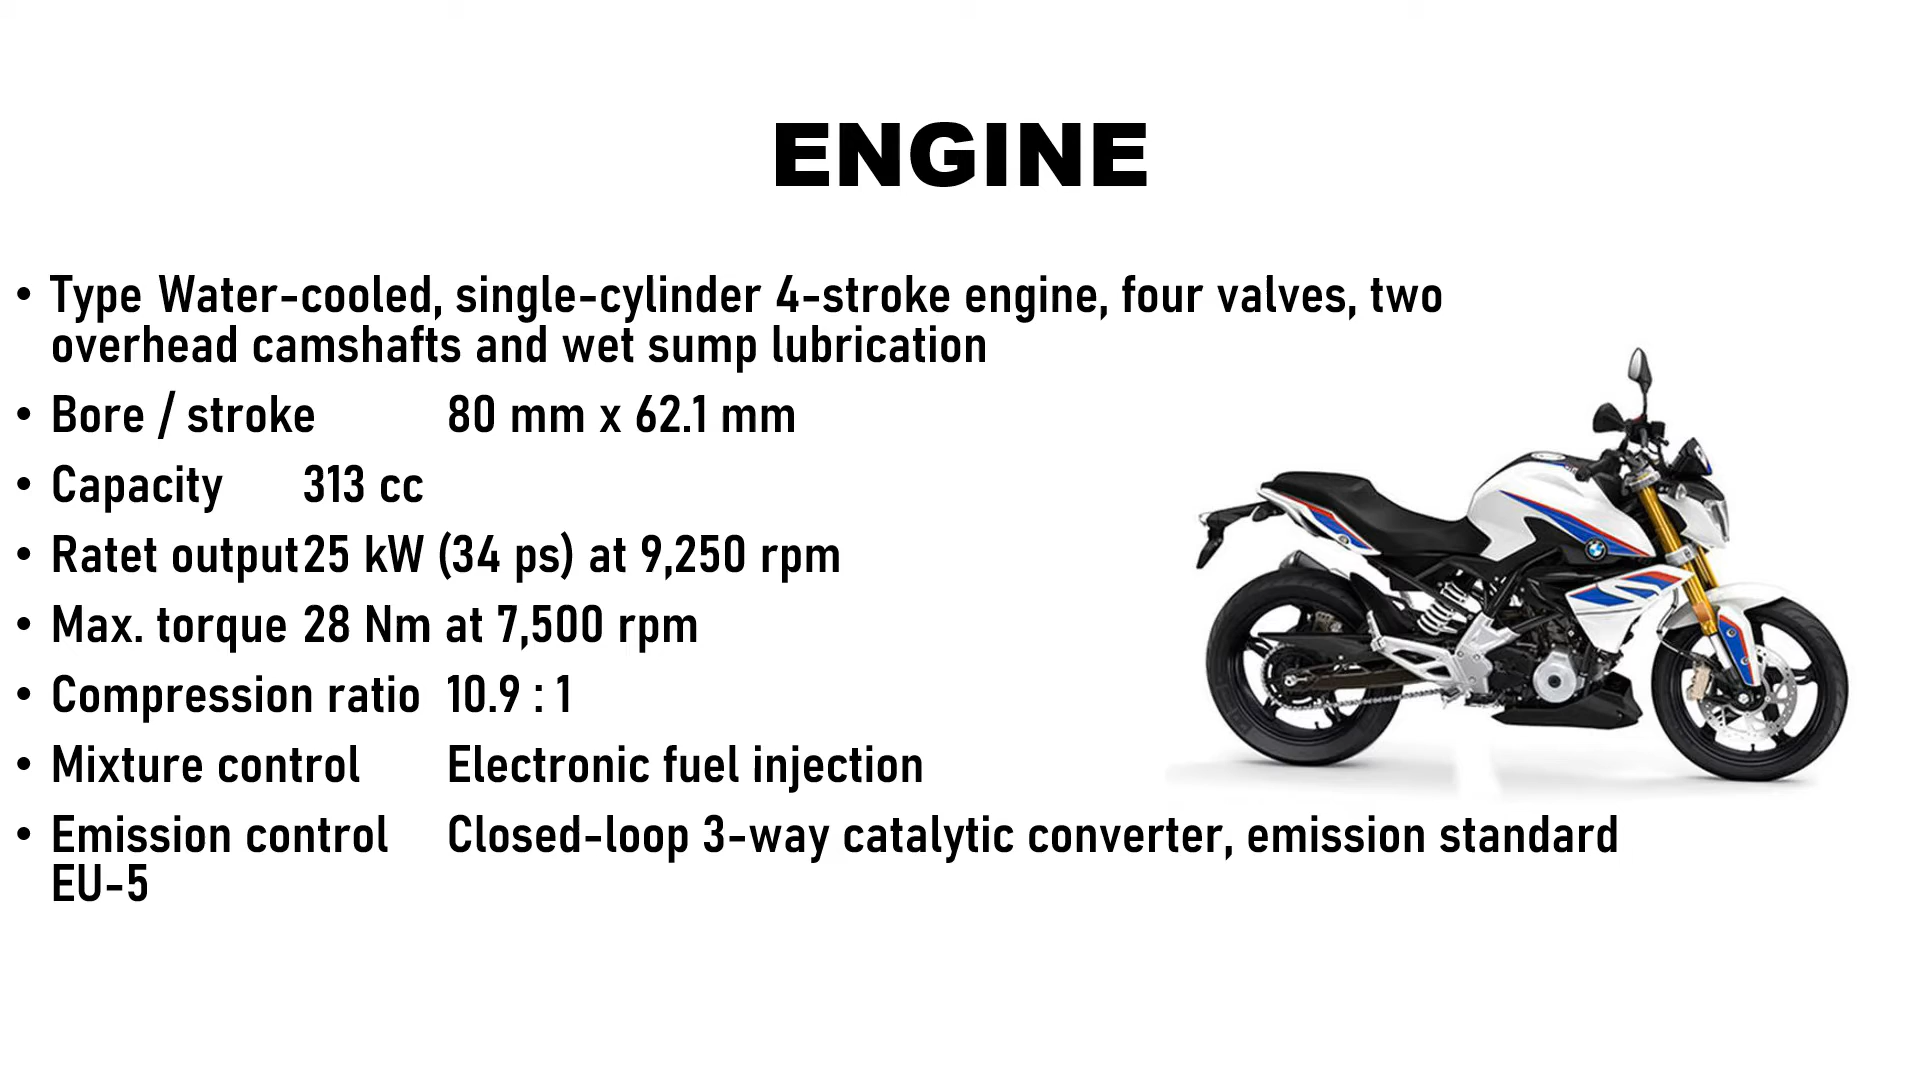 ENGINE
• Type Water-cooled, single-cylinder 4-stroke engine, four valves, two
overhead camshafts and wet sump lubrication
• Bore / stroke 80 mm x 62.1 mm
• Capacity 313 cc
• Ratet output 25 kW (34 ps) at 9,250 rpm
• Max. torque 28 Nm at 7,500 rpm
• Compression ratio 10.9 : 1
• Mixture control Electronic fuel injection
• Emission control Closed-loop 3-way catalytic converter, emission standard
EU-5